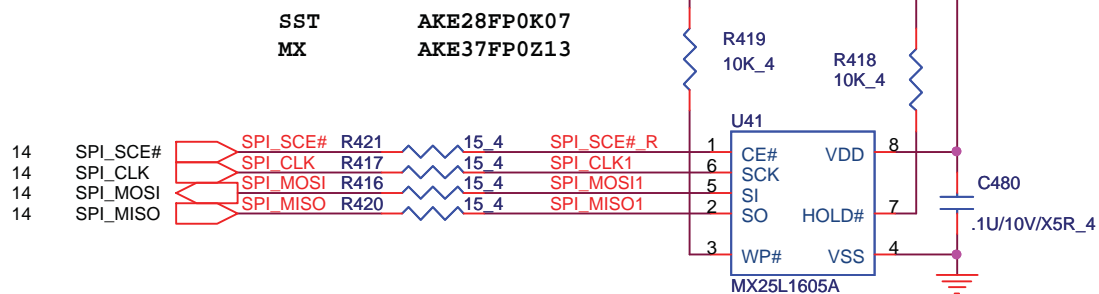 SST AKE28FP0K07
MX AKE37FP0Z13
R419
10K_4
R418
10K_4
U41
14 SPI_SCE# SPI_SCE# R421 15_4 SPI_SCE#_R 1 CE# VDD 8
14 SPI_CLK SPI_CLK R417 15_4 SPI_CLK1 6 SCK
14 SPI_MOSI SPI_MOSI R416 15_4 SPI_MOSI1 5 SI
14 SPI_MISO SPI_MISO R420 15_4 SPI_MISO1 2 SO HOLD# 7
C480
.1U/10V/X5R_4
3 WP# VSS 4
MX25L1605A